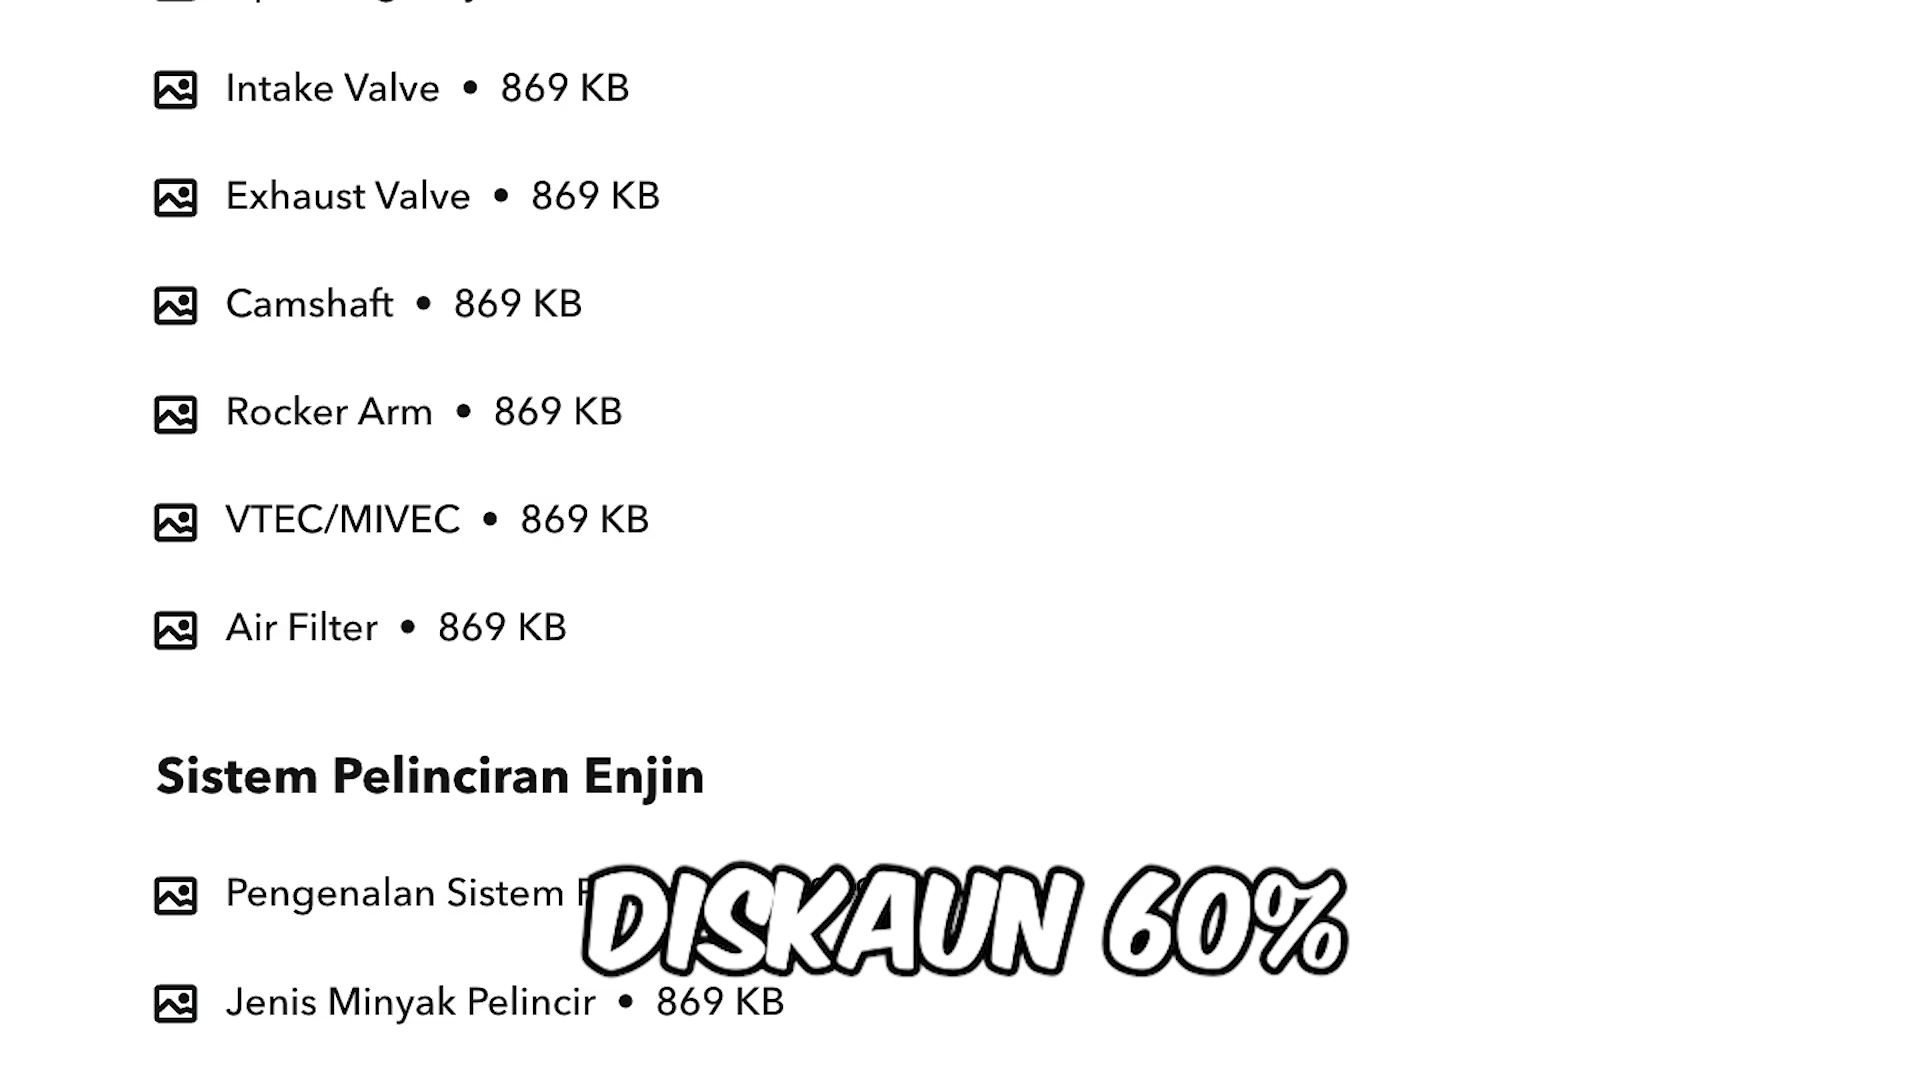 Intake Valve • 869 KB
Exhaust Valve • 869 KB
Camshaft • 869 KB
Rocker Arm • 869 KB
VTEC/MIVEC • 869 KB
Air Filter • 869 KB
Sistem Pelinciran Enjin
Pengenalan Sistem
DISKAUN 60%
Jenis Minyak Pelincir • 869 KB